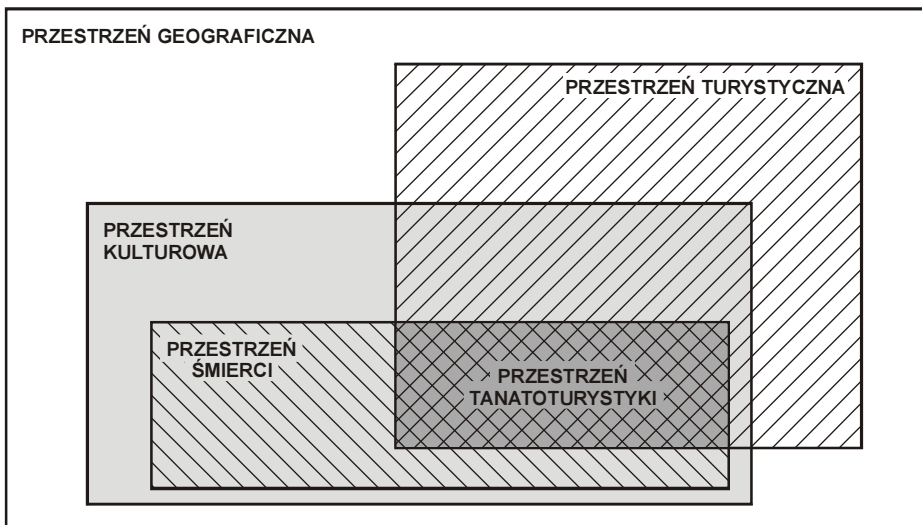 PRZESTRZEŃ GEOGRAFICZNA
PRZESTRZEŃ TURYSTYCZNA
PRZESTRZEŃ
KULTUROWA
PRZESTRZEŃ
ŚMIERCI
PRZESTRZEŃ
TANATOTURYSTYKI